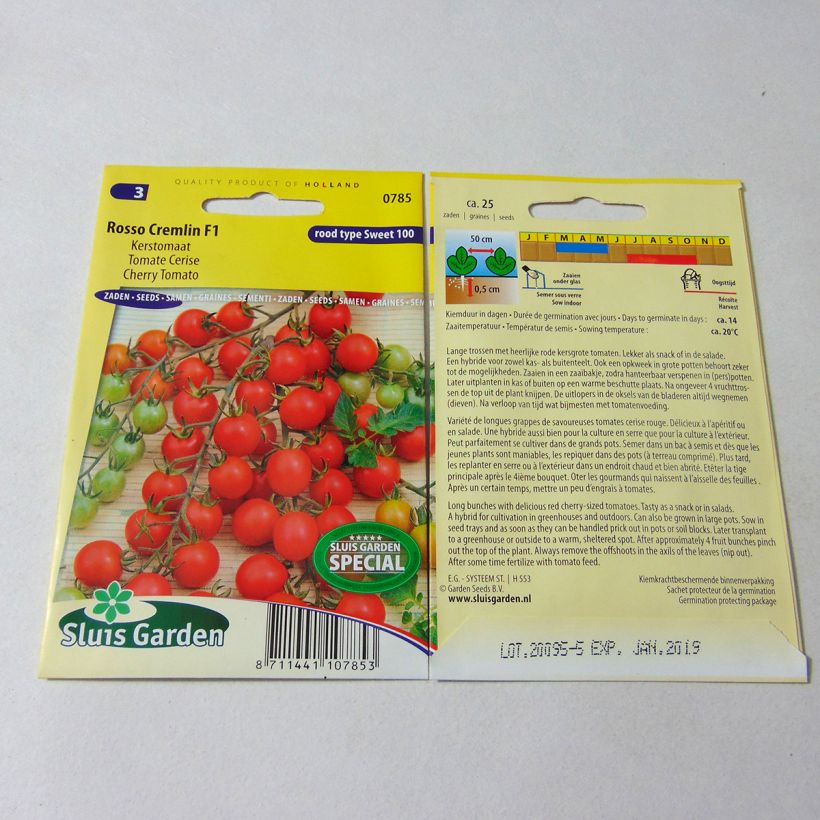 QUALITY PRODUCT OF HOLLAND
3
0785
Rosso Cremlin F1
rood type Sweet 100
Kerstomaat
Tomate Cerise
Cherry Tomato
ZADEN • SEEDS • SAMEN • GRAINES • SEMENTI • ZADEN • SEEDS • SAMEN • GRAINES • SEM
SLUIS GARDEN
SPECIAL
Sluis Garden
8 711441 107853
ca. 25
zaden | graines | seeds
50 cm
0,5 cm
J F M A M J J A S O N D
Zaaien
onder glas
Semer sous verre
Sow indoor
Oogsttijd
Récolte
Harvest
Kiemduur in dagen • Durée de germination avec jours • Days to germinate in days : ca. 14
Zaaitemperatuur • Températur de semis • Sowing temperature : ca. 20°C
Lange trossen met heerlijke rode kersgrote tomaten. Lekker als snack of in de salade.
Een hybride voor zowel kas- als buitenteelt. Ook een opkweek in grote potten behoort zeker
tot de mogelijkheden. Zaaien in een zaaibakje, zodra hanteerbaar verspenen in (pers)potten.
Later uitplanten in kas of buiten op een warme beschutte plaats. Na ongeveer 4 vruchttros-
sen de top uit de plant knijpen. De uitlopers in de oksels van de bladeren altijd wegnemen
(dieven). Na verloop van tijd wat bijmesten met tomatenvoeding.
Variété de longues grappes de savoureuses tomates cerise rouge. Délicieux à l'apéritif ou
en salade. Une hybride aussi bien pour la culture en serre que pour la culture à l'extérieur.
Peut parfaitement se cultiver dans de grands pots. Semer dans un bac à semis et dès que les
jeunes plants sont maniables, les repiquer dans des pots (à terreau comprimé). Plus tard,
les replanter en serre ou à l'extérieur dans un endroit chaud et bien abrité. Etêter la tige
principale après le 4ième bouquet. Oter les gourmands qui naissent à l'aisselle des feuilles .
Après un certain temps, mettre un peu d'engrais à tomates.
Long bunches with delicious red cherry-sized tomatoes. Tasty as a snack or in salads.
A hybrid for cultivation in greenhouses and outdoors. Can also be grown in large pots. Sow in
seed trays and as soon as they can be handled prick out in pots or soil blocks. Later transplant
to a greenhouse or outside to a warm, sheltered spot. After approximately 4 fruit bunches pinch
out the top of the plant. Always remove the offshoots in the axils of the leaves (nip out).
After some time fertilize with tomato feed.
E.G. - SYSTEEM ST. | H 553
© Garden Seeds B.V.
www.sluisgarden.nl
Kiemkrachtbeschermende binnenverpakking
Sachet protecteur de la germination
Germination protecting package
LOT.20095-5 EXP. JAN.2019